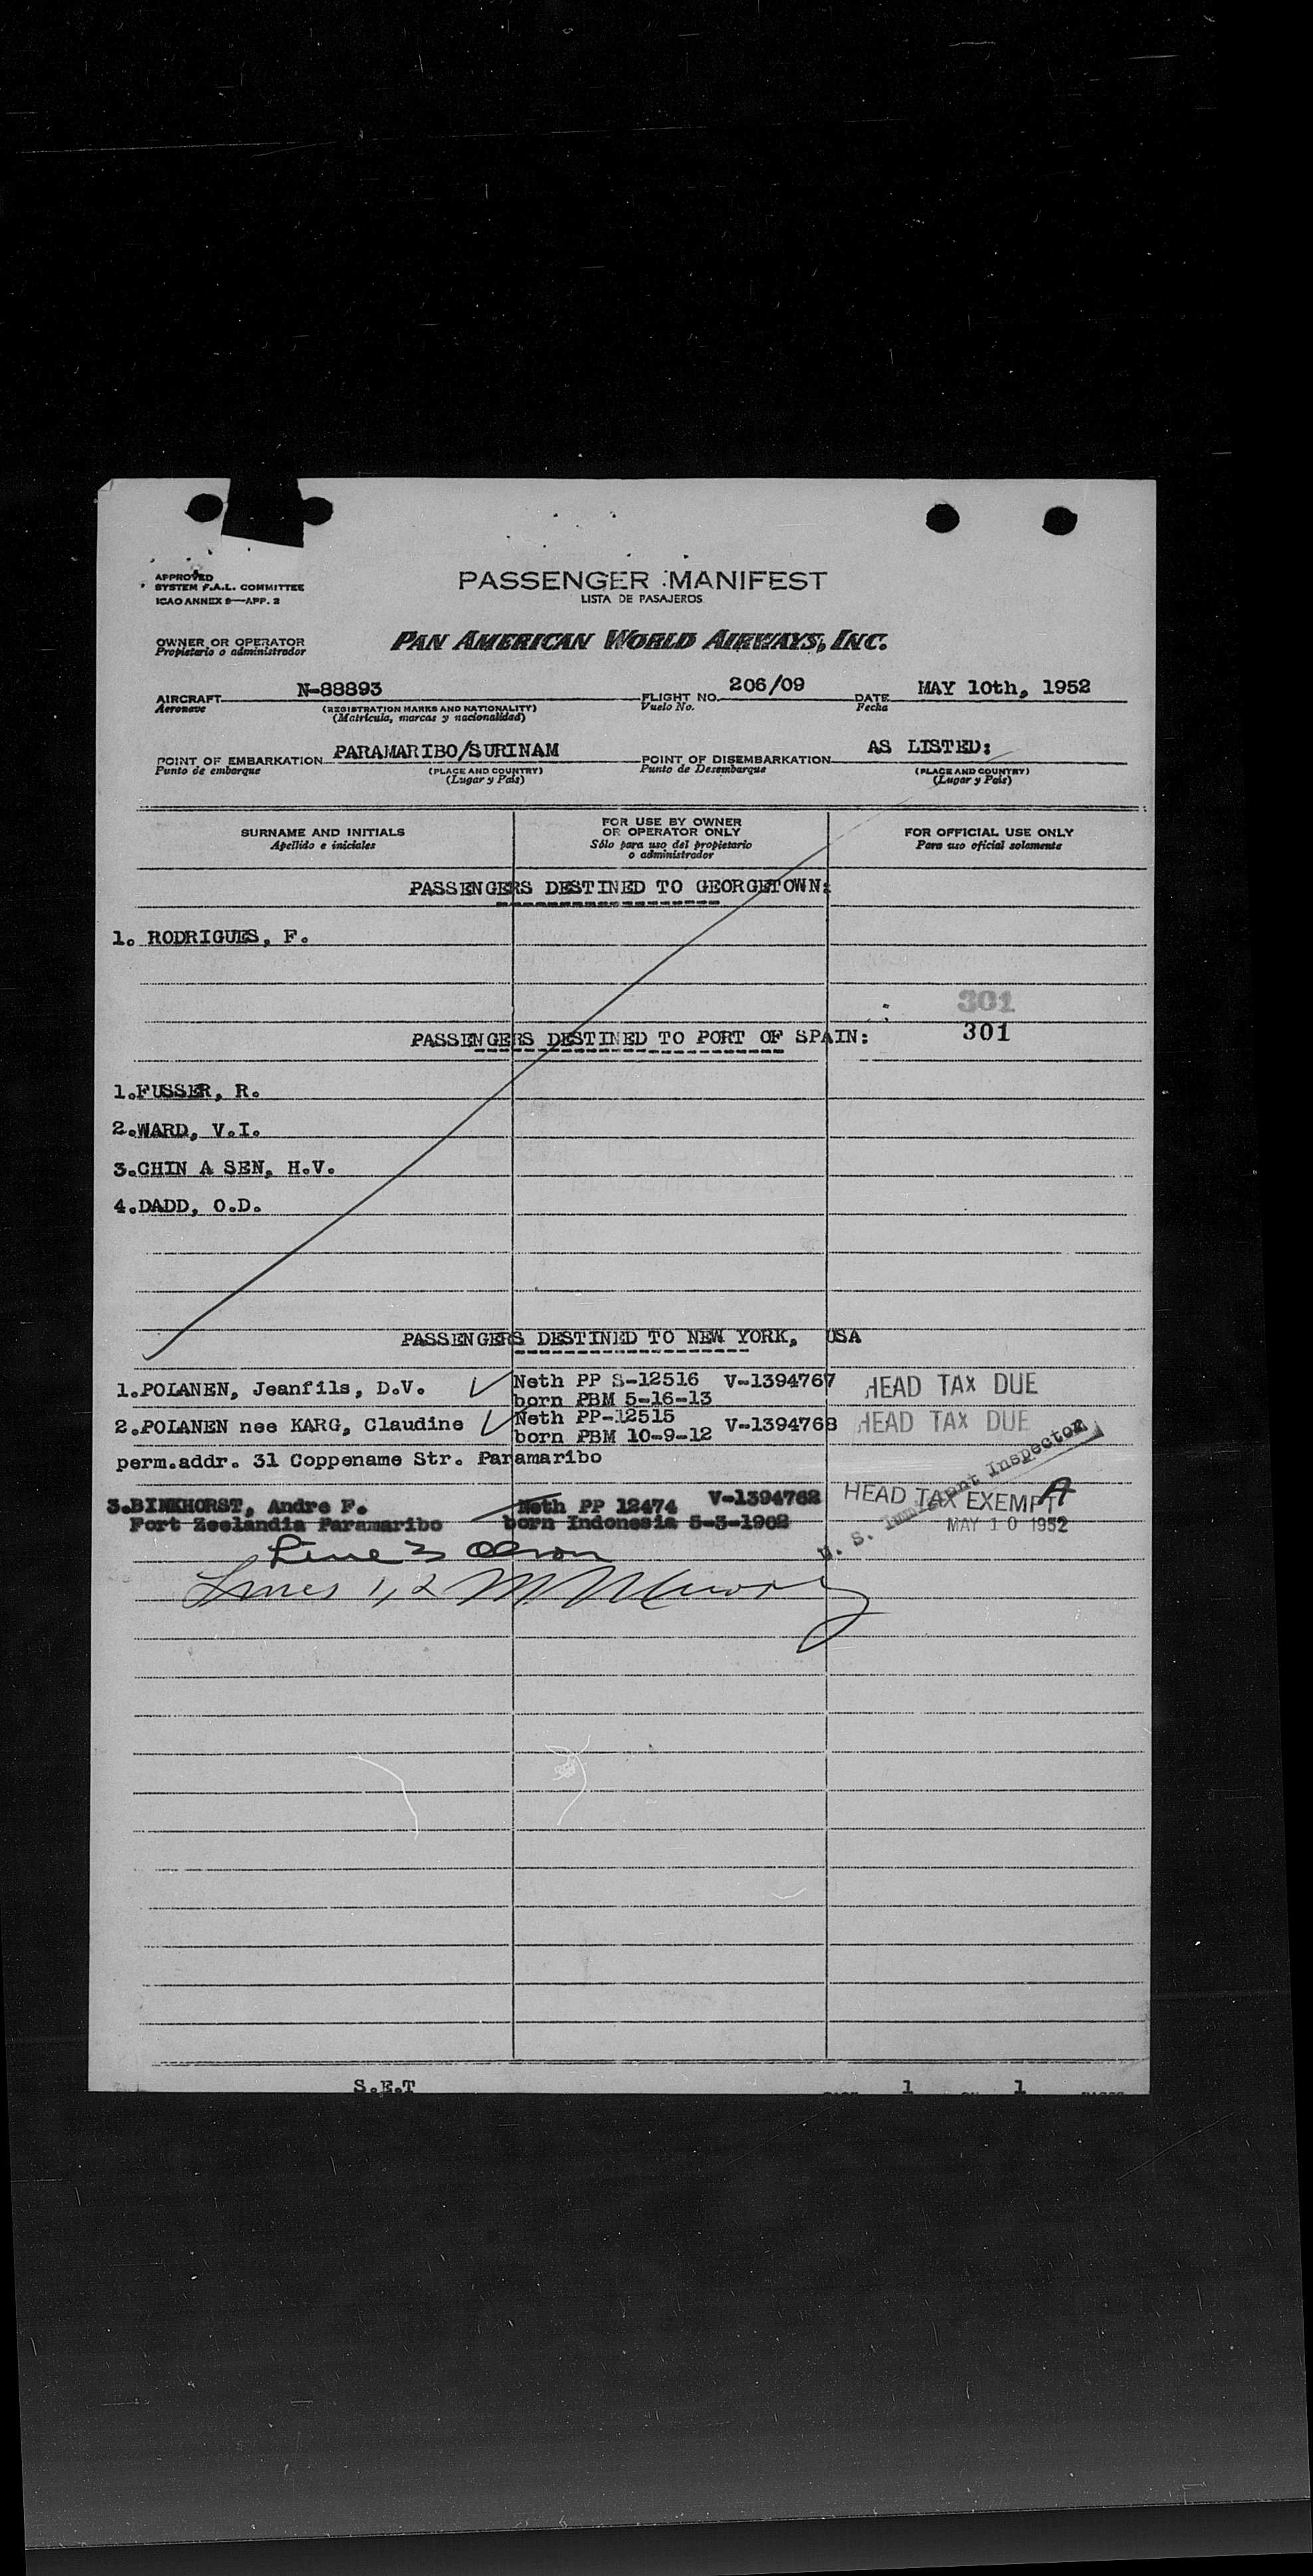 APPROVED
SYSTEM F.A.L. COMMITTEE
ICAO ANNEX 9—APP. 2
PASSENGER MANIFEST
LISTA DE PASAJEROS
OWNER OR OPERATOR
Propietario o administrador
PAN AMERICAN WORLD AIRWAYS, INC.
AIRCRAFT N-88893 FLIGHT NO. 206/09 DATE MAY 10th, 1952
Aeronave (REGISTRATION MARKS AND NATIONALITY) Vuelo No. Fecha
(Matricula, marcas y nacionalidad)
POINT OF EMBARKATION PARAMARIBO/SURINAM POINT OF DISEMBARKATION AS LISTED:
Punto de embarque (PLACE AND COUNTRY) Punto de Desembarque (PLACE AND COUNTRY)
(Lugar y País) (Lugar y País)
SURNAME AND INITIALS FOR USE BY OWNER OR OPERATOR ONLY FOR OFFICIAL USE ONLY
Apellido e iniciales Sólo para uso del propietario o administrador Para uso oficial solamente
PASSENGERS DESTINED TO GEORGETOWN:
1. RODRIGUES, F.
301
PASSENGERS DESTINED TO PORT OF SPAIN: 301
1.FUSSER, R.
2.WARD, V.I.
3.CHIN A SEN, H.V.
4.DADD, O.D.
PASSENGERS DESTINED TO NEW YORK, USA
1.POLANEN, Jeanfils, D.V. Neth PP S-12516 V-1394767 HEAD TAX DUE
born PBM 5-16-13
2.POLANEN nee KARG, Claudine Neth PP-12515 V-1394768 HEAD TAX DUE
born PBM 10-9-12
perm.addr. 31 Coppename Str. Paramaribo
U. S. Immigrant Inspector
3.BINKHORST, Andre F. Neth PP 12474 V-1394762 HEAD TAX EXEMPT
Fort Zeelandia Paramaribo born Indonesia 5-3-1902 MAY 10 1952
Line 3 Olson
Lines 1, 2
S.E.T 1 1